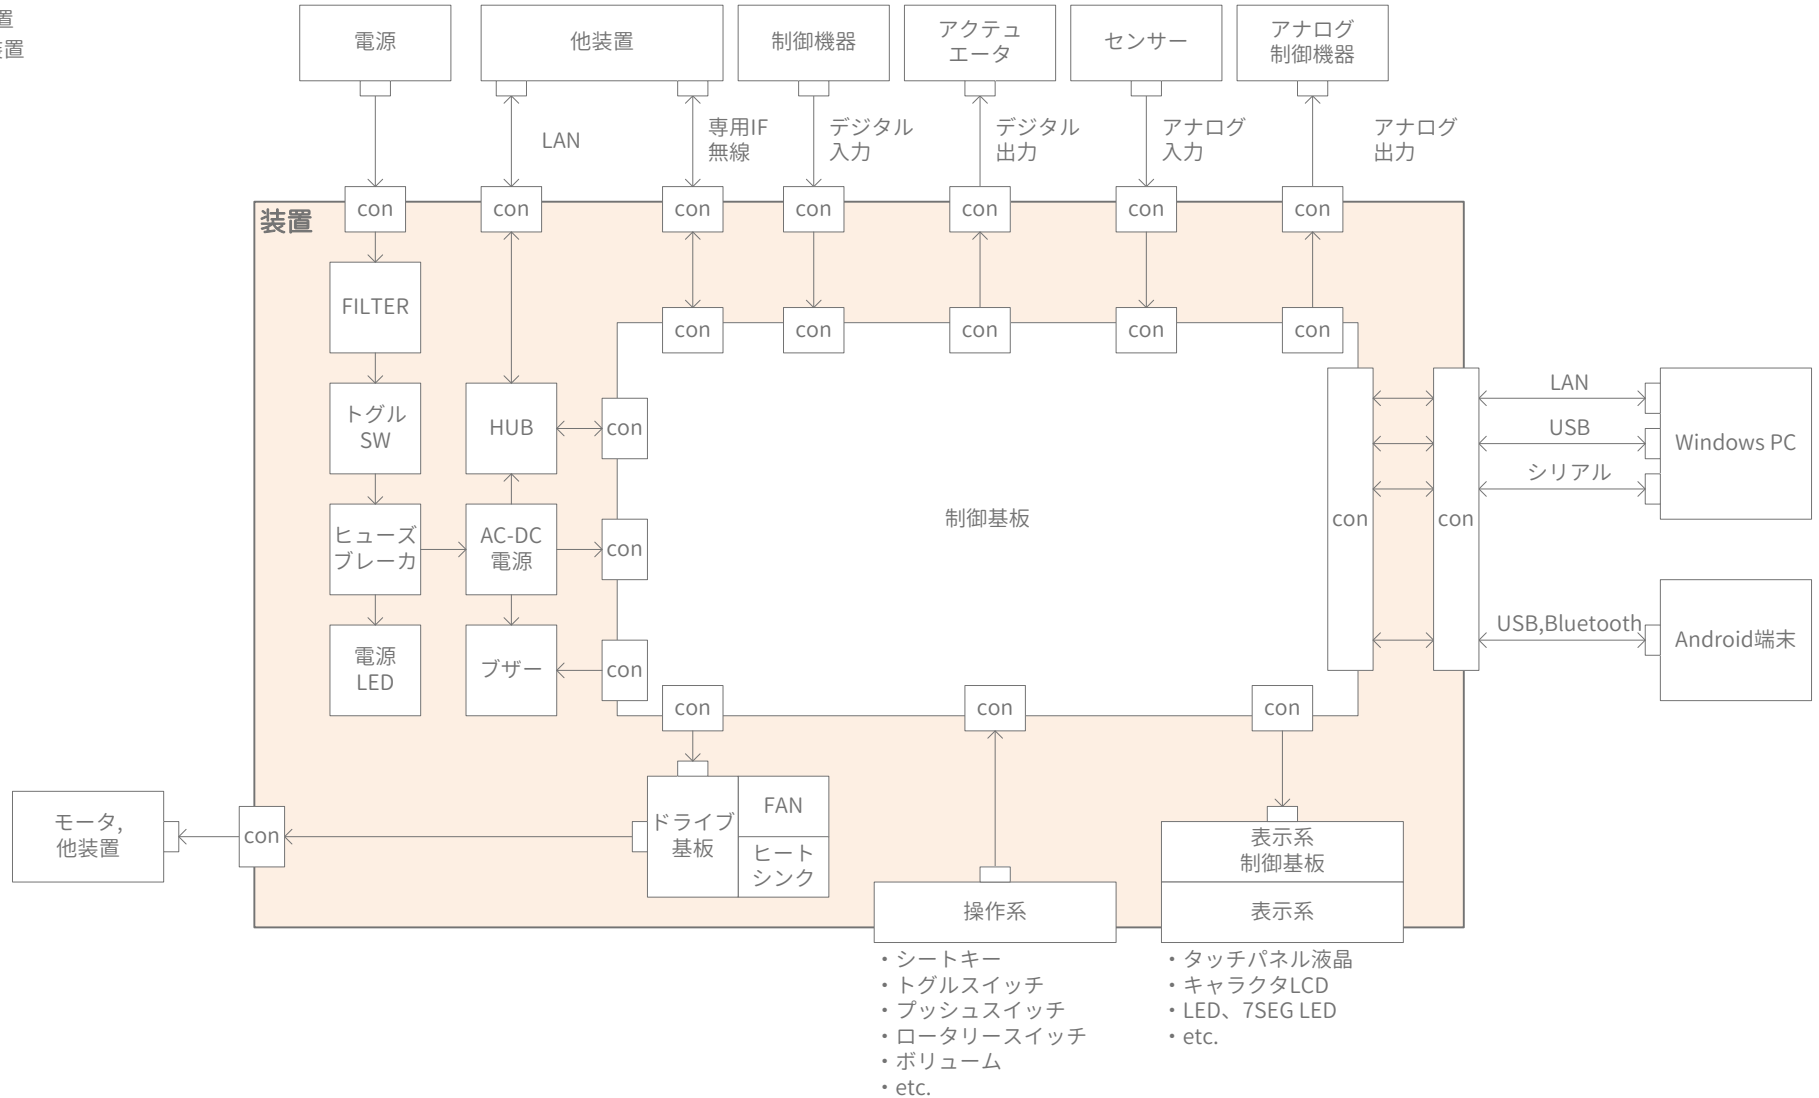 置
装置
電源
他装置
制御機器
アクテュ
エータ
センサー
アナログ
制御機器
LAN
専用IF
無線
デジタル
入力
デジタル
出力
アナログ
入力
アナログ
出力
con
con
con
con
con
con
con
装置
FILTER
con
con
con
con
con
トグル
SW
HUB
con
LAN
USB
シリアル
Windows PC
ヒューズ
ブレーカ
AC-DC
電源
con
制御基板
con
con
電源
LED
ブザー
con
USB,Bluetooth
Android端末
con
con
con
モータ,
他装置
con
ドライブ
基板
FAN
ヒート
シンク
表示系
制御基板
操作系
表示系
・シートキー
・トグルスイッチ
・プッシュスイッチ
・ロータリースイッチ
・ボリューム
・etc.
・タッチパネル液晶
・キャラクタLCD
・LED、7SEG LED
・etc.